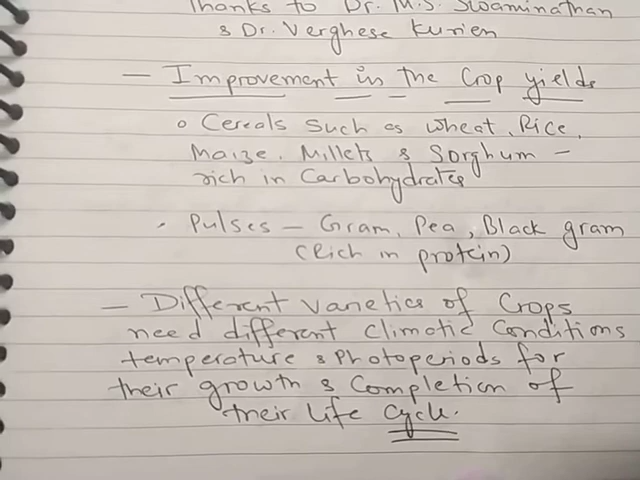 Thanks to Dr. M.S. Swaminathan
& Dr. Verghese Kurien
— Improvement in the Crop yields
o Cereals Such as wheat, Rice,
Maize, Millets & Sorghum –
rich in Carbohydrates
• Pulses – Gram, Pea, Black gram
(Rich in protein)
— Different varieties of Crops
need different Climatic Conditions
temperature & Photoperiods for
their growth & Completion of
their life Cycle.